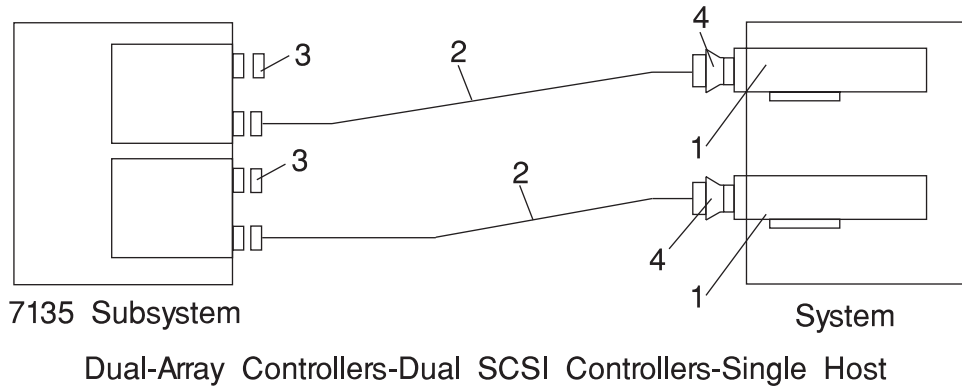 4
3
2
1
3
2
4
1
7135 Subsystem
System
Dual-Array Controllers-Dual SCSI Controllers-Single Host